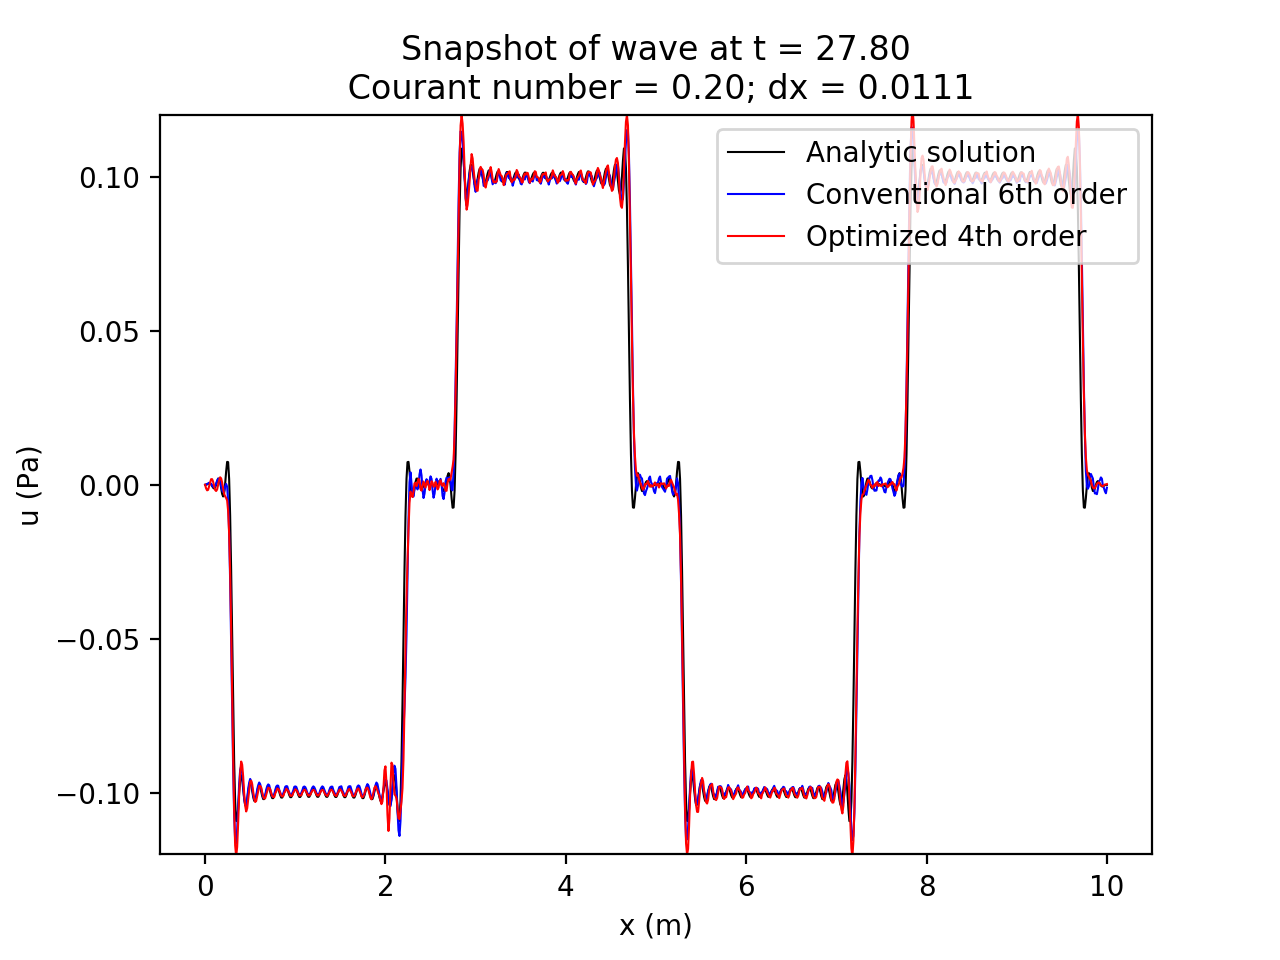 Snapshot of wave at t = 27.80
Courant number = 0.20; dx = 0.0111
Analytic solution
Conventional 6th order
Optimized 4th order
u (Pa)
0.10
0.05
0.00
−0.05
−0.10
0 2 4 6 8 10
x (m)